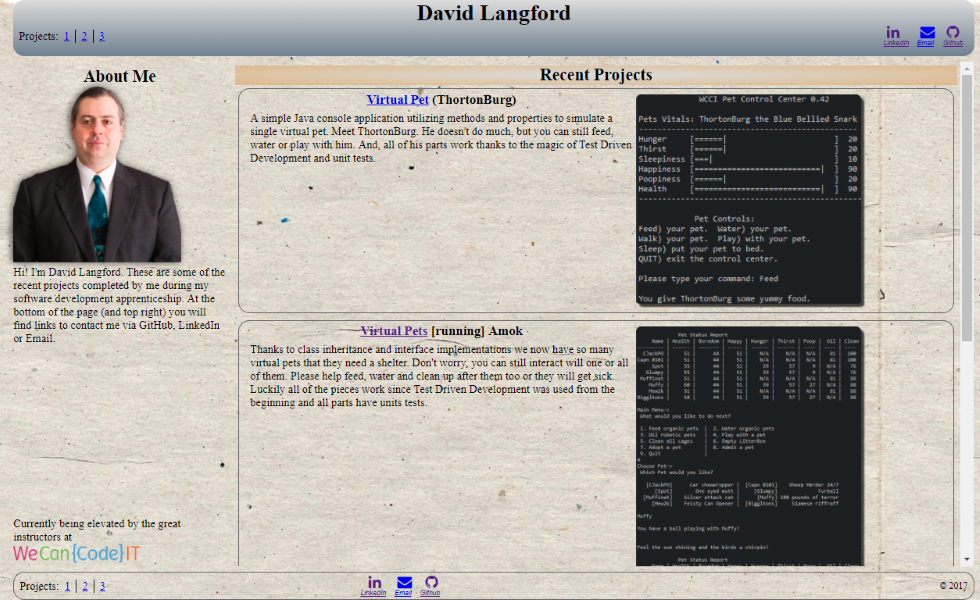 David Langford
Projects: 1 | 2 | 3
LinkedIn Email Github
About Me
Hi! I'm David Langford. These are some of the
recent projects completed by me during my
software development apprenticeship. At the
bottom of the page (and top right) you will
find links to contact me via GitHub, LinkedIn
or Email.
Currently being elevated by the great
instructors at
WeCan{Code}IT
Recent Projects
Virtual Pet (ThortonBurg)
A simple Java console application utilizing methods and properties to simulate a
single virtual pet. Meet ThortonBurg. He doesn't do much, but you can still feed,
water or play with him. And, all of his parts work thanks to the magic of Test Driven
Development and unit tests.
WCCI Pet Control Center 0.42
Pets Vitals: ThortonBurg the Blue Bellied Snark
Hunger [======| ] 20
Thirst [======| ] 20
Sleepiness [===| ] 10
Happiness [===========================| ] 90
Poopiness [======| ] 20
Health [===========================| ] 90
Pet Controls:
Feed) your pet. Water) your pet.
Walk) your pet. Play) with your pet.
Sleep) put your pet to bed.
QUIT) exit the control center.
Please type your command: Feed
You give ThortonBurg some yummy food.
Virtual Pets [running] Amok
Thanks to class inheritance and interface implementations we now have so many
virtual pets that they need a shelter. Don't worry, you can still interact will one or all
of them. Please help feed, water and clean up after them too or they will get sick.
Luckily all of the pieces work since Test Driven Development was used from the
beginning and all parts have units tests.
Pet Status Report
Name | Health | Boredom | Happy | Hunger | Thirst | Poop | Oil | Clean
Main Menu->
What would you like to do next?
1. Feed organic pets | 2. Water organic pets
3. Oil robotic pets | 4. Play with a pet
5. Clean all cages | 6. Empty LitterBox
7. Adopt a pet | 8. Admit a pet
9. Quit
4
Choose Pet->
Which Pet would you like?
Muffy
You have a ball playing with Muffy!
Feel the sun shining and the birds a chirpin!
Pet Status Report
Projects: 1 | 2 | 3
LinkedIn Email Github
© 2017